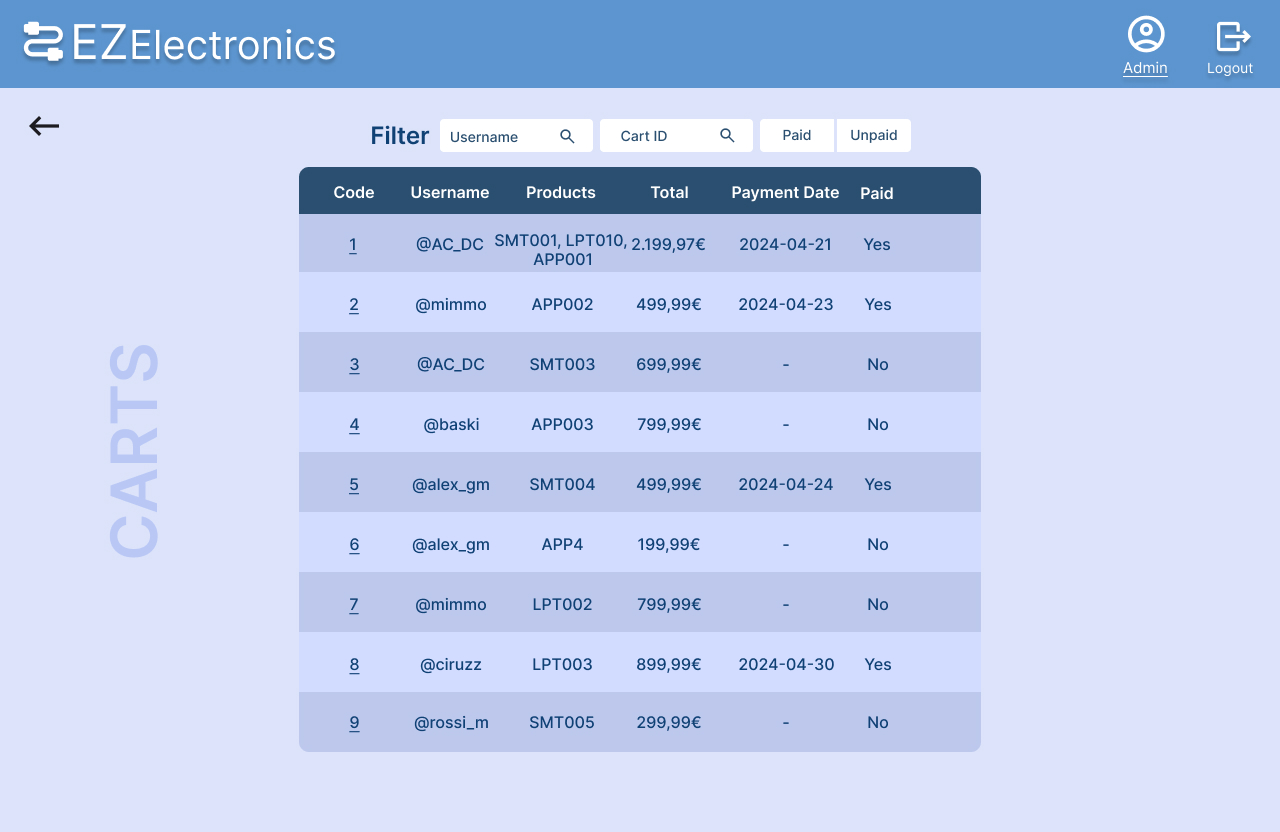 EZElectronics
Admin
Logout
Filter Username Cart ID Paid Unpaid
Code Username Products Total Payment Date Paid
1 @AC_DC SMT001, LPT010, 2.199,97€ 2024-04-21 Yes
APP001
2 @mimmo APP002 499,99€ 2024-04-23 Yes
3 @AC_DC SMT003 699,99€ - No
4 @baski APP003 799,99€ - No
5 @alex_gm SMT004 499,99€ 2024-04-24 Yes
6 @alex_gm APP4 199,99€ - No
7 @mimmo LPT002 799,99€ - No
8 @ciruzz LPT003 899,99€ 2024-04-30 Yes
9 @rossi_m SMT005 299,99€ - No
CARTS